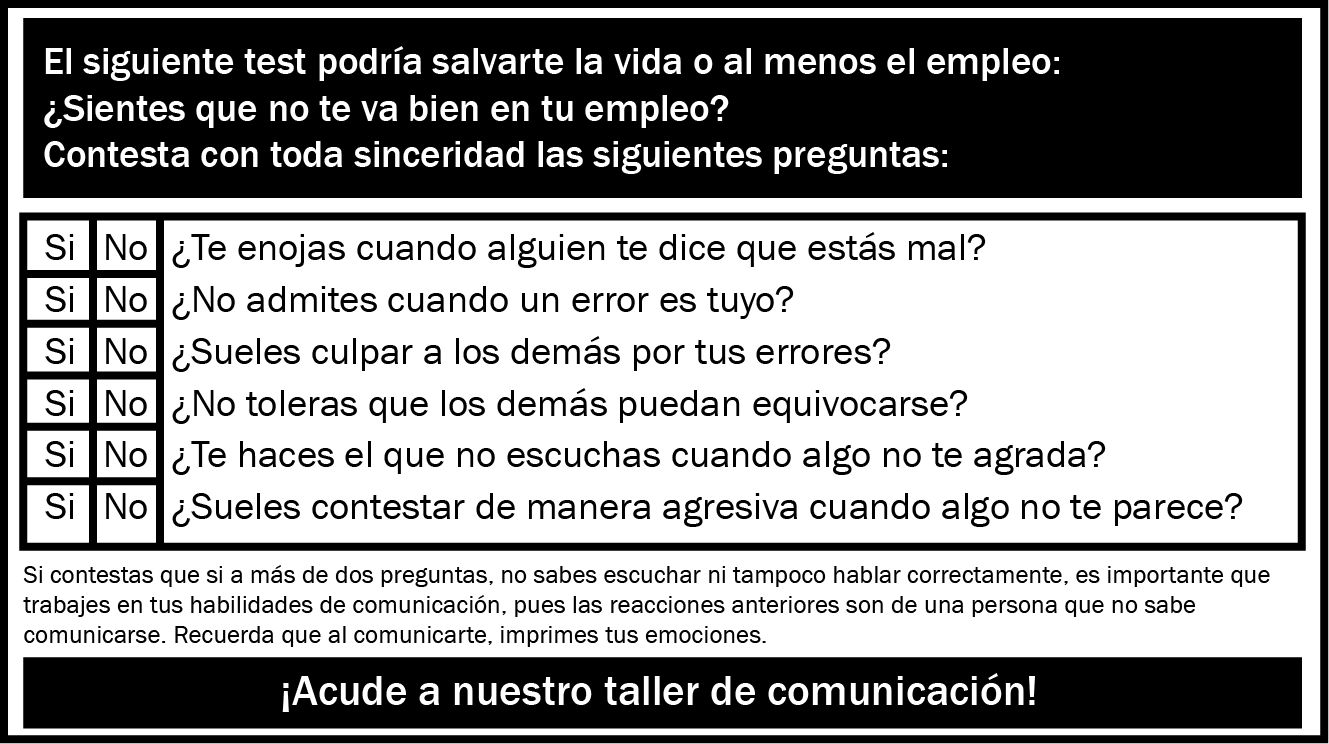 El siguiente test podría salvarte la vida o al menos el empleo:
¿Sientes que no te va bien en tu empleo?
Contesta con toda sinceridad las siguientes preguntas:
Si No ¿Te enojas cuando alguien te dice que estás mal?
Si No ¿No admites cuando un error es tuyo?
Si No ¿Sueles culpar a los demás por tus errores?
Si No ¿No toleras que los demás puedan equivocarse?
Si No ¿Te haces el que no escuchas cuando algo no te agrada?
Si No ¿Sueles contestar de manera agresiva cuando algo no te parece?
Si contestas que si a más de dos preguntas, no sabes escuchar ni tampoco hablar correctamente, es importante que
trabajes en tus habilidades de comunicación, pues las reacciones anteriores son de una persona que no sabe
comunicarse. Recuerda que al comunicarte, imprimes tus emociones.
¡Acude a nuestro taller de comunicación!